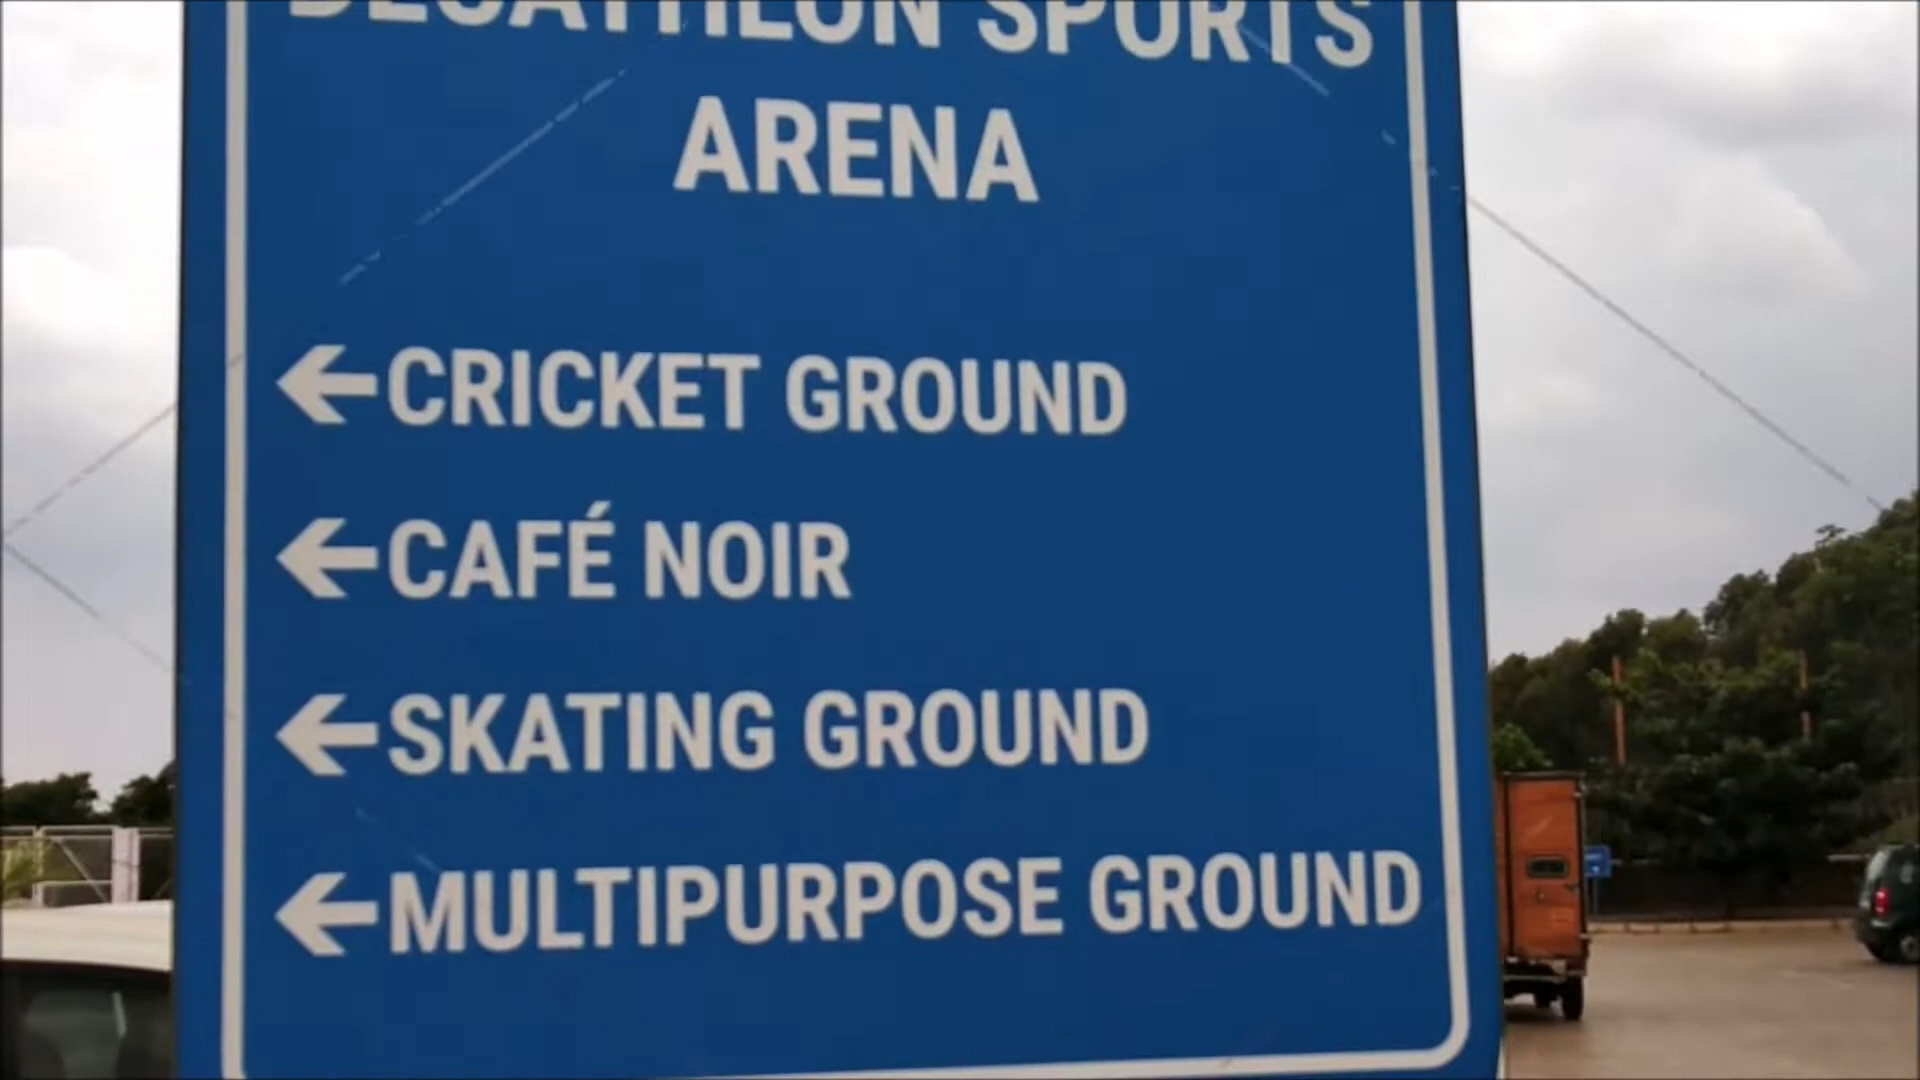 DECATHLON SPORTS
ARENA
←CRICKET GROUND
←CAFÉ NOIR
←SKATING GROUND
←MULTIPURPOSE GROUND